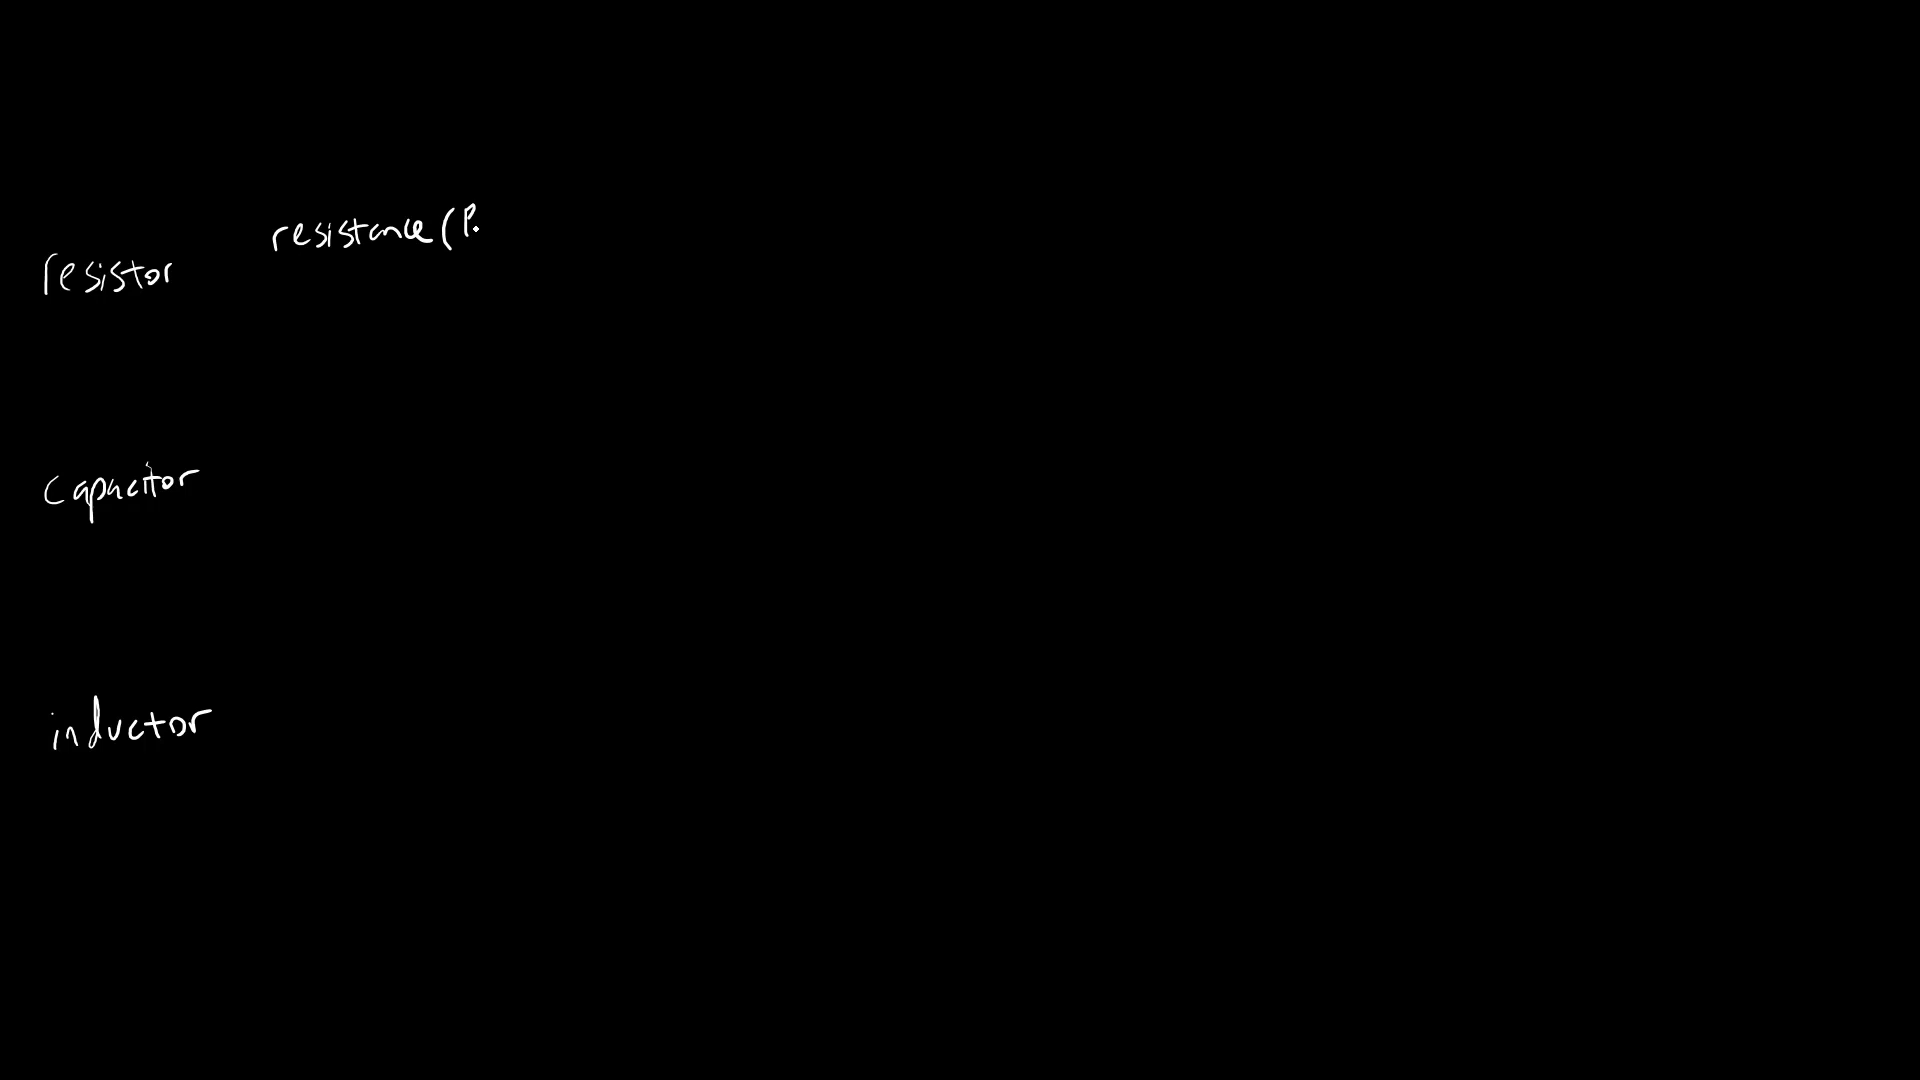 resistance (R
resistor
capacitor
inductor